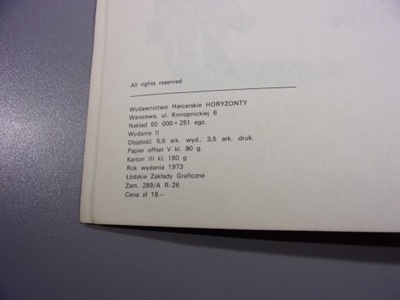 All rights reserved
Wydawnictwo Harcerskie HORYZONTY
Warszawa, ul. Konopnickiej 6
Nakład 50 000 + 251 egz.
Wydanie II
Objętość 5,6 ark. wyd., 3,5 ark. druk.
Papier offset V kl. 90 g.
Karton III kl. 180 g
Rok wydania 1973
Łódzkie Zakłady Graficzne
Zam. 289/A R-26
Cena zł 18.—